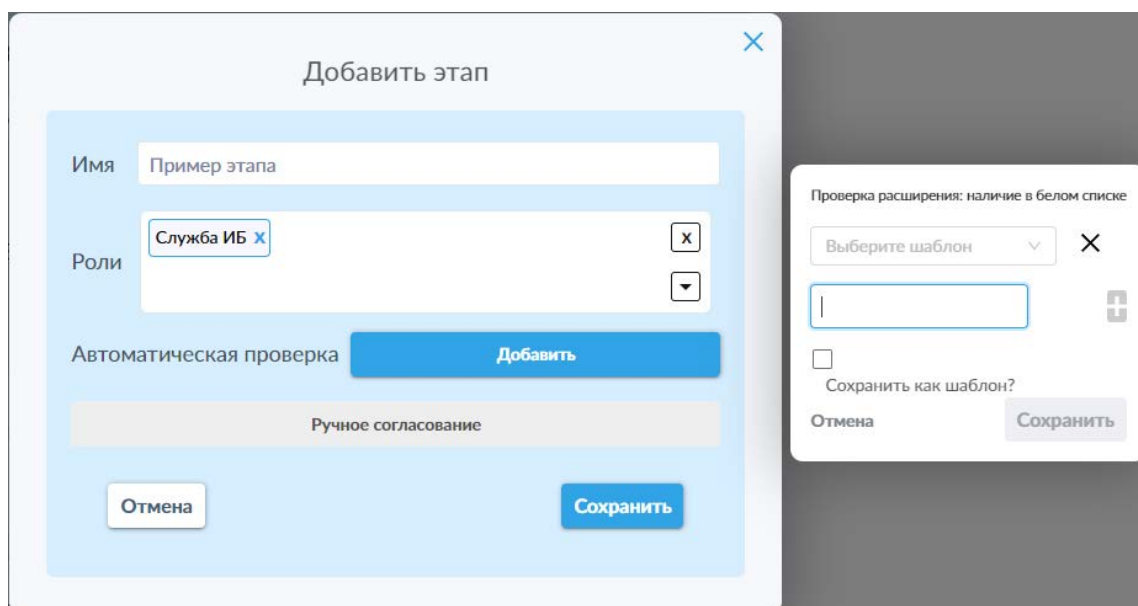 Добавить этап
Имя
Пример этапа
Роли
Служба ИБ X
X
Автоматическая проверка
Добавить
Ручное согласование
Отмена
Сохранить
Проверка расширения: наличие в белом списке
Выберите шаблон
Сохранить как шаблон?
Отмена
Сохранить